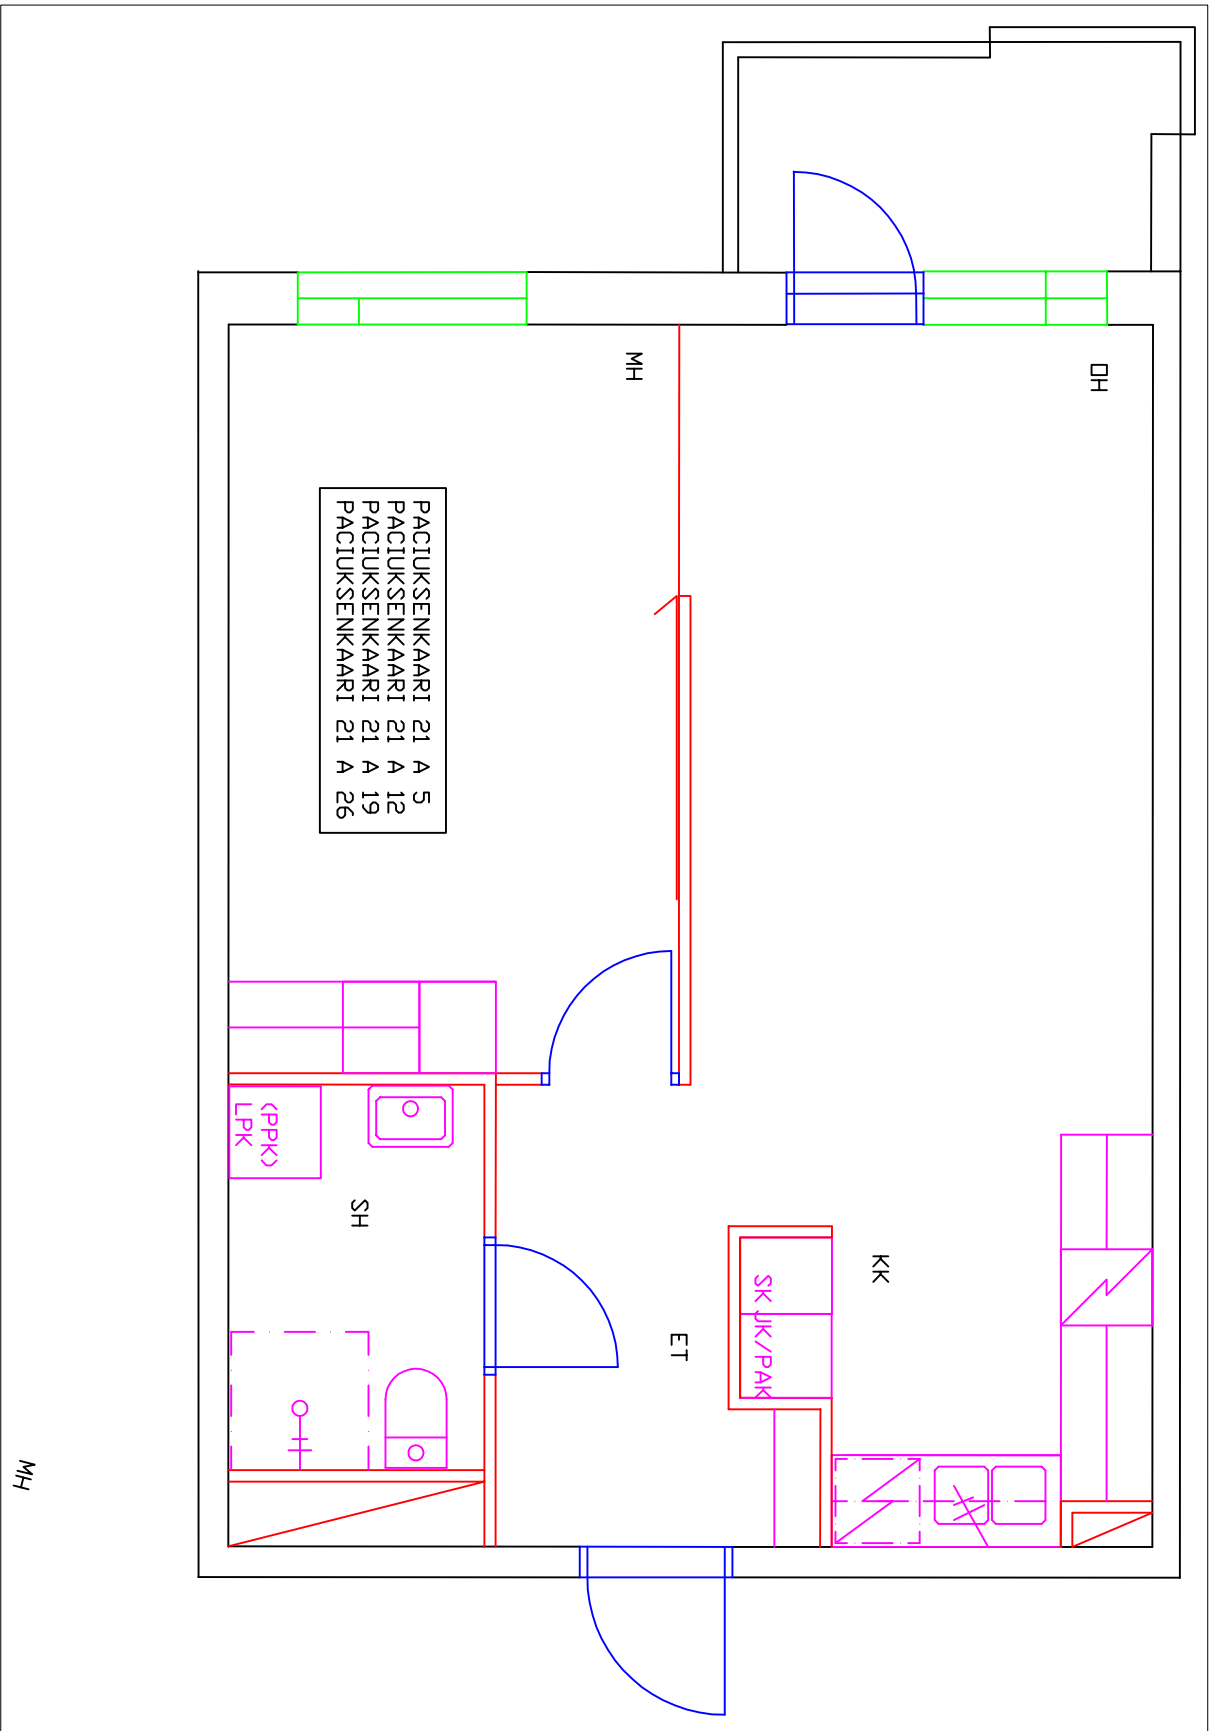 OH
MH
PACIUKSENKAARI 21 A 5
PACIUKSENKAARI 21 A 12
PACIUKSENKAARI 21 A 19
PACIUKSENKAARI 21 A 26
KK
SK JK/PAK
ET
SH
(PPK)
LPK
MH